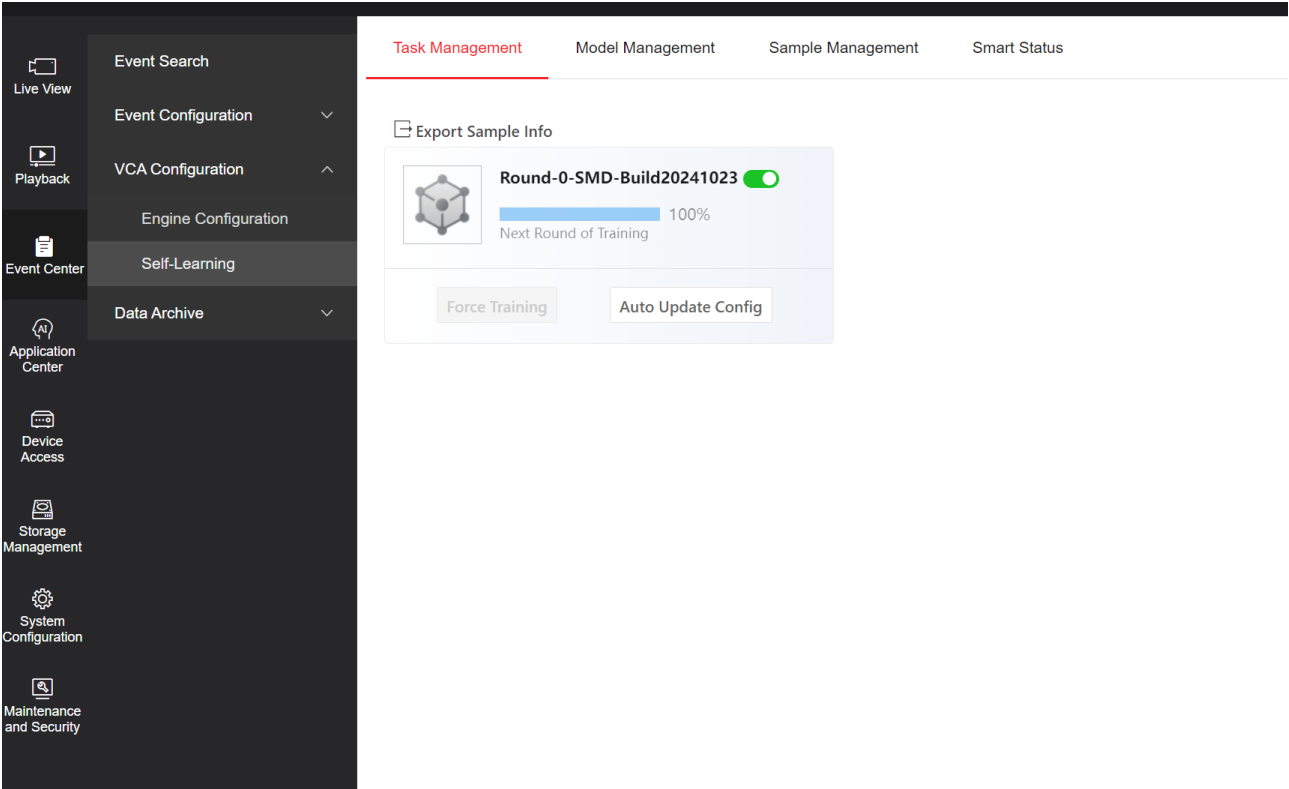 Live View
Playback
Event Center
Application
Center
Device
Access
Storage
Management
System
Configuration
Maintenance
and Security
Event Search
Event Configuration
VCA Configuration
Engine Configuration
Self-Learning
Data Archive
Task Management Model Management Sample Management Smart Status
Export Sample Info
Round-0-SMD-Build20241023
100%
Next Round of Training
Force Training Auto Update Config